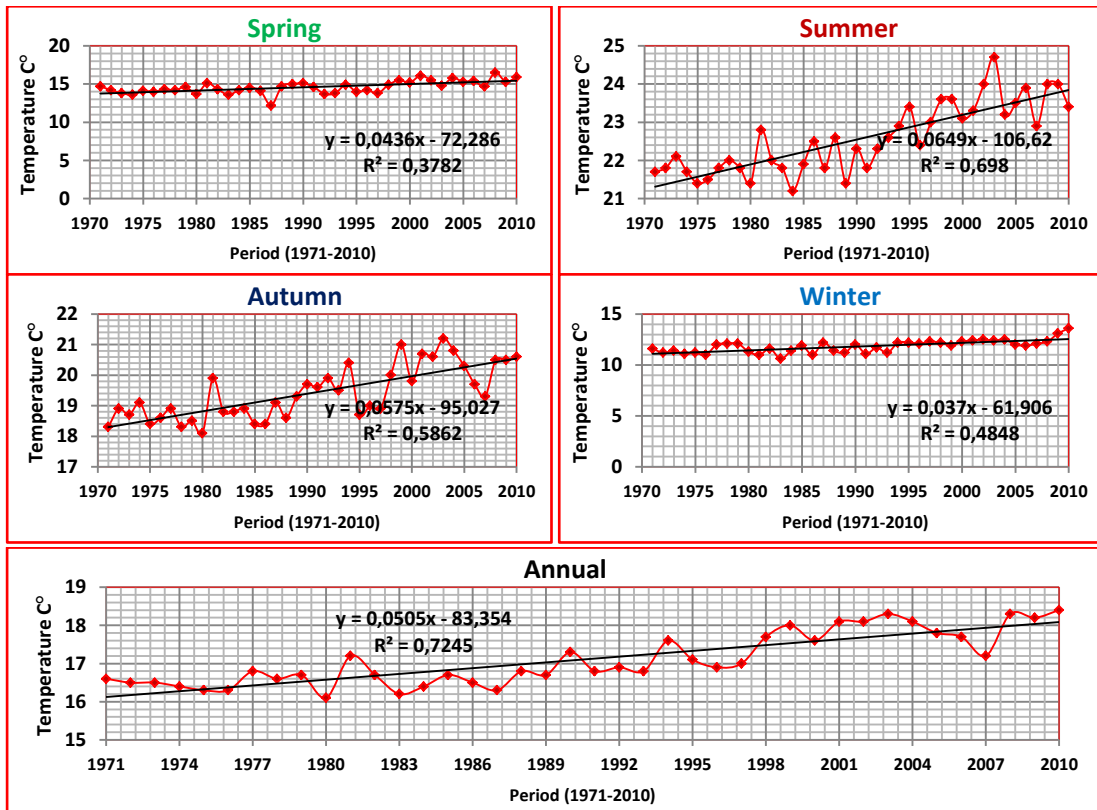 Spring
20
15
10
5
0
Temperature C°
y = 0,0436x - 72,286
R² = 0,3782
1970 1975 1980 1985 1990 1995 2000 2005 2010
Period (1971-2010)
Summer
25
24
23
22
21
Temperature C°
y = 0,0649x - 106,62
R² = 0,698
1970 1975 1980 1985 1990 1995 2000 2005 2010
Period (1971-2010)
Autumn
22
21
20
19
18
17
Temperature C°
y = 0,0575x - 95,027
R² = 0,5862
1970 1975 1980 1985 1990 1995 2000 2005 2010
Period (1971-2010)
Winter
15
10
5
0
Temperature C°
y = 0,037x - 61,906
R² = 0,4848
1970 1975 1980 1985 1990 1995 2000 2005 2010
Period (1971-2010)
Annual
19
18
17
16
15
Temperature C°
y = 0,0505x - 83,354
R² = 0,7245
1971 1974 1977 1980 1983 1986 1989 1992 1995 1998 2001 2004 2007 2010
Period (1971-2010)